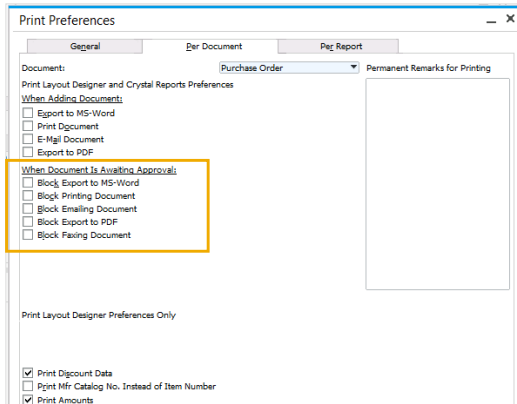 Print Preferences
General Per Document Per Report
Document: Purchase Order Permanent Remarks for Printing
Print Layout Designer and Crystal Reports Preferences
When Adding Document:
Export to MS-Word
Print Document
E-Mail Document
Export to PDF
When Document Is Awaiting Approval:
Block Export to MS-Word
Block Printing Document
Block Emailing Document
Block Export to PDF
Block Faxing Document
Print Layout Designer Preferences Only
Print Discount Data
Print Mfr Catalog No. Instead of Item Number
Print Amounts